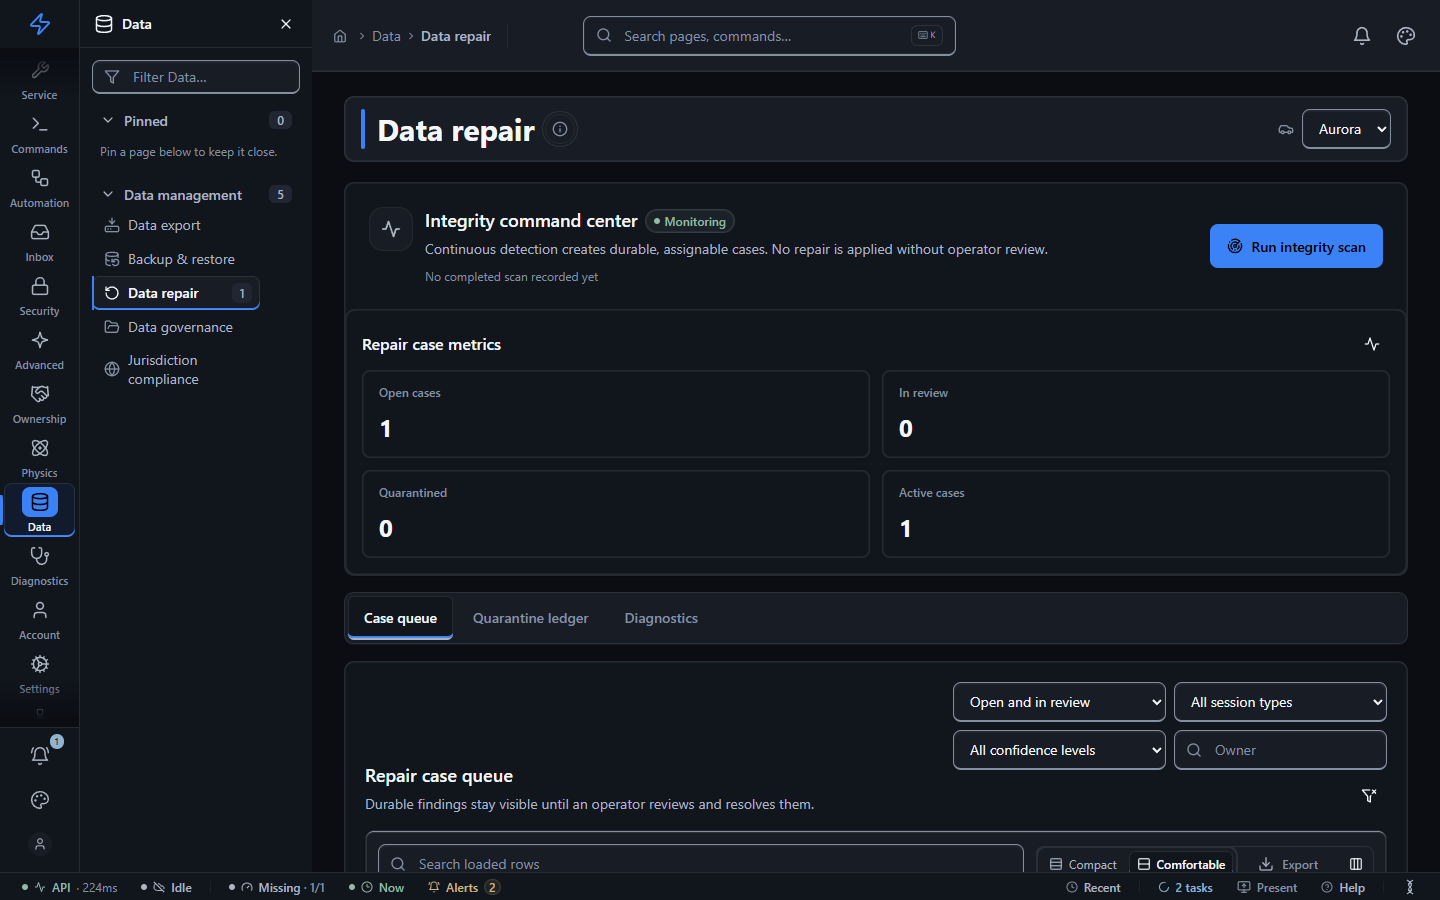 Service
Commands
Automation
Inbox
Security
Advanced
Ownership
Physics
Data
Diagnostics
Account
Settings
1
Data
Filter Data...
Pinned 0
Pin a page below to keep it close.
Data management 5
Data export
Backup & restore
Data repair 1
Data governance
Jurisdiction
compliance
Data
Data repair
Search pages, commands...
K
Data repair
Aurora
Integrity command center
Monitoring
Continuous detection creates durable, assignable cases. No repair is applied without operator review.
No completed scan recorded yet
Run integrity scan
Repair case metrics
Open cases
1
In review
0
Quarantined
0
Active cases
1
Case queue
Quarantine ledger
Diagnostics
Open and in review
All session types
All confidence levels
Owner
Repair case queue
Durable findings stay visible until an operator reviews and resolves them.
Search loaded rows
Compact
Comfortable
Export
API · 224ms
Idle
Missing · 1/1
Now
Alerts 2
Recent
2 tasks
Present
Help